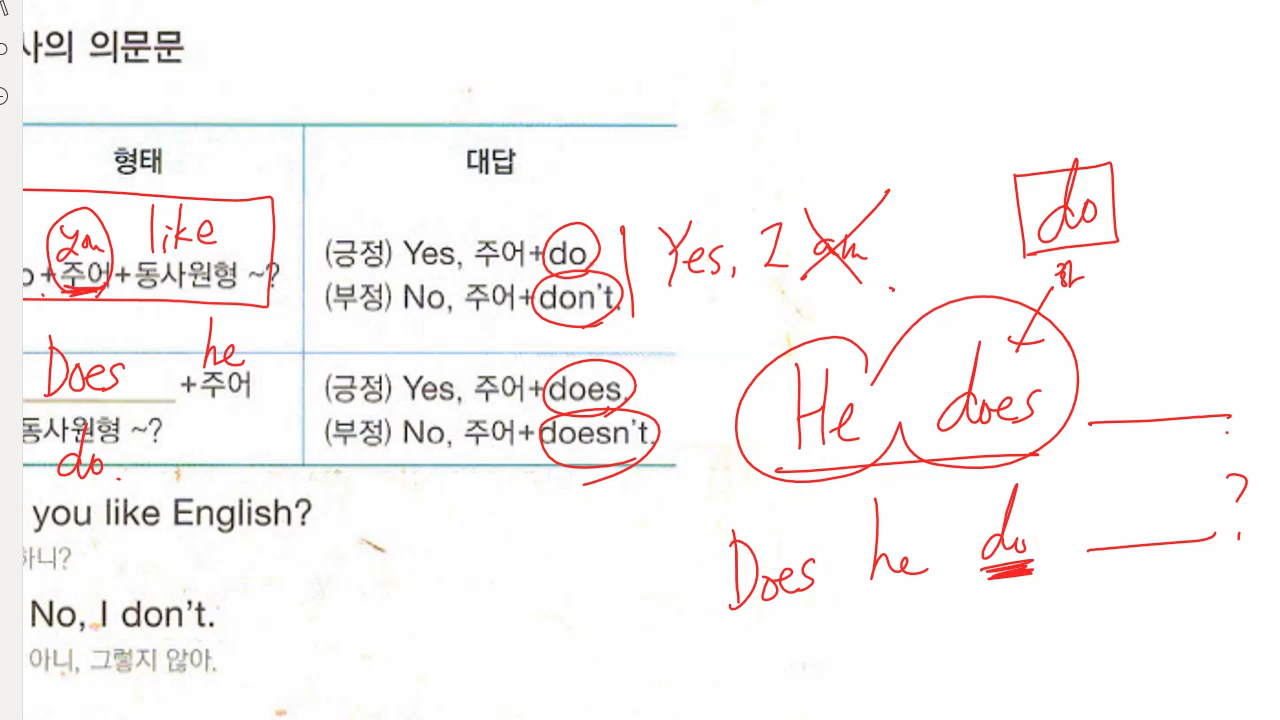 사의 의문문
형태
대답
do
you like
+주어+동사원형 ~?
(긍정) Yes, 주어+do.
(부정) No, 주어+don't.
Yes, I am.
Does he
+주어
동사원형 ~?
do.
(긍정) Yes, 주어+does.
(부정) No, 주어+doesn't.
He does
Does he do ?
you like English?
하니?
No, I don't.
아니, 그렇지 않아.